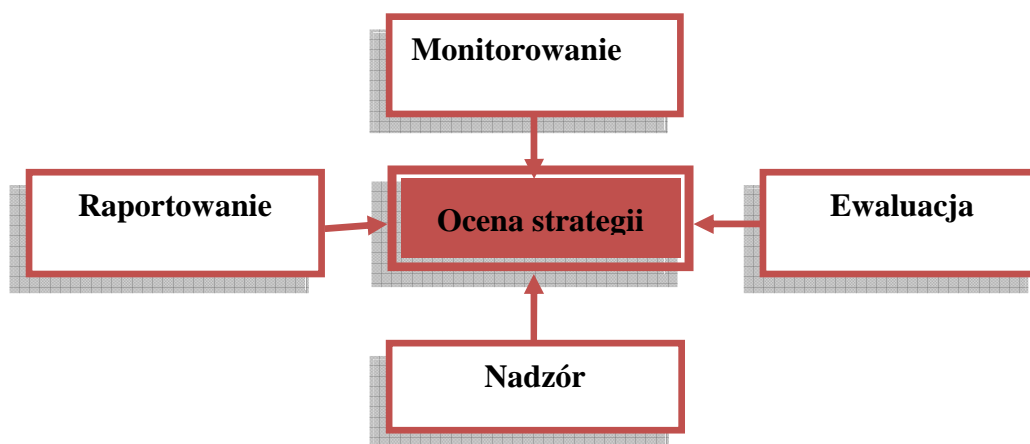 Monitorowanie
Raportowanie
Ocena strategii
Ewaluacja
Nadzór